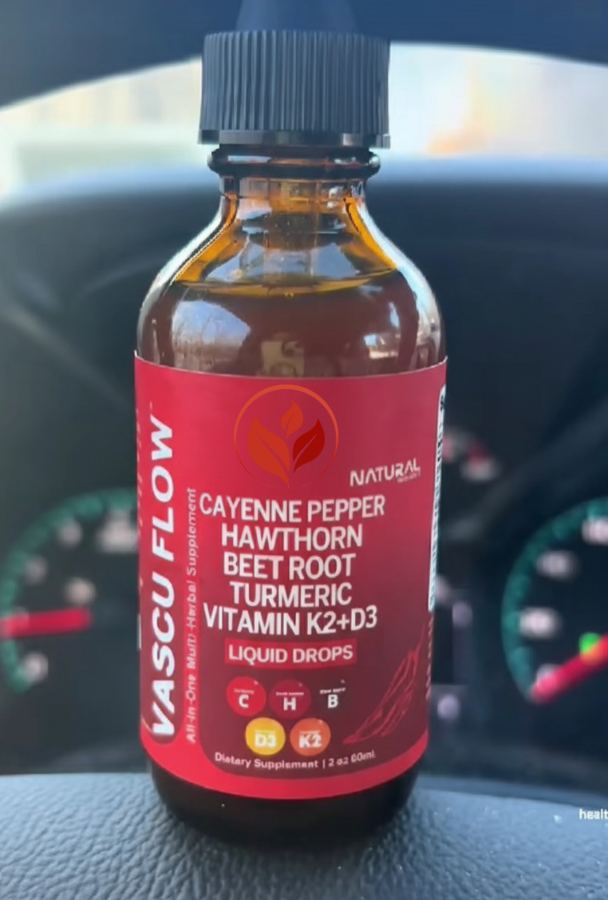 NATURAL
CAYENNE PEPPER
HAWTHORN
BEET ROOT
TURMERIC
VITAMIN K2+D3
LIQUID DROPS
C
H
B
D3
K2
Dietary Supplement | 2 oz 60ml
VASCU FLOW
All-in-One Multi-Herbal Supplement
healt